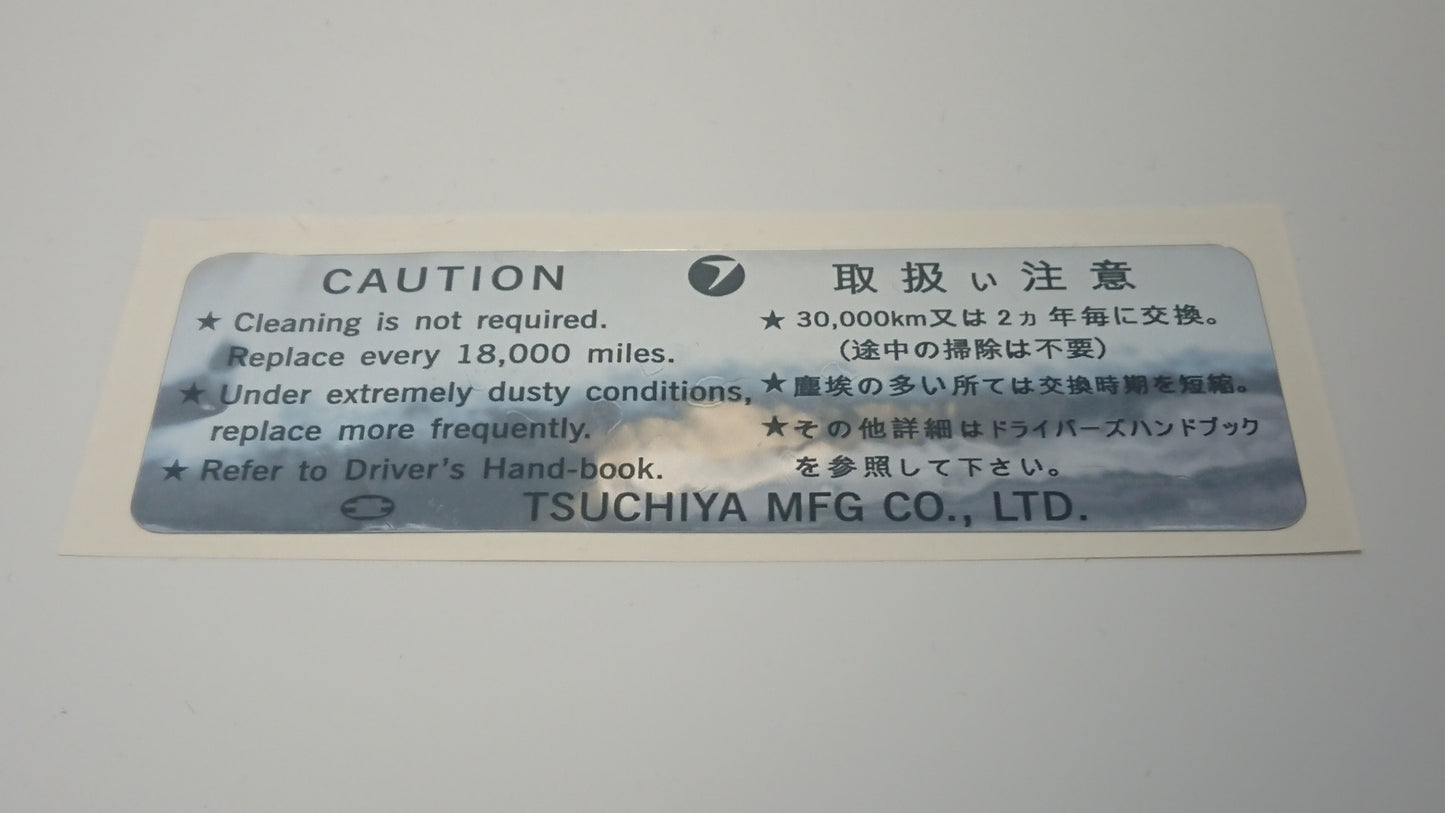 CAUTION
★ Cleaning is not required.
Replace every 18,000 miles.
★ Under extremely dusty conditions,
replace more frequently.
★ Refer to Driver's Hand-book.
取扱い注意
★ 30,000km又は2ヵ年毎に交換。
(途中の掃除は不要)
★ 塵埃の多い所ては交換時期を短縮。
★ その他詳細はドライバーズハンドブック
を参照して下さい。
TSUCHIYA MFG CO., LTD.